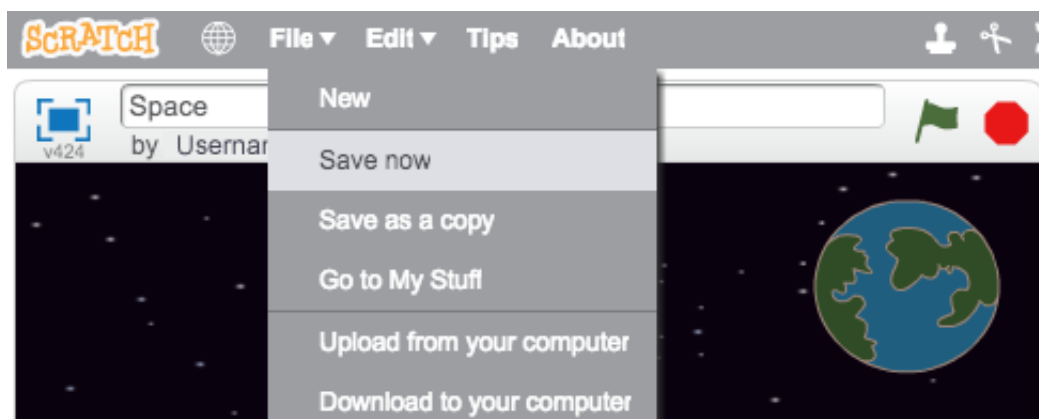 SCRATCH File Edit Tips About
Space
v424 by Usernar
New
Save now
Save as a copy
Go to My Stuff
Upload from your computer
Download to your computer